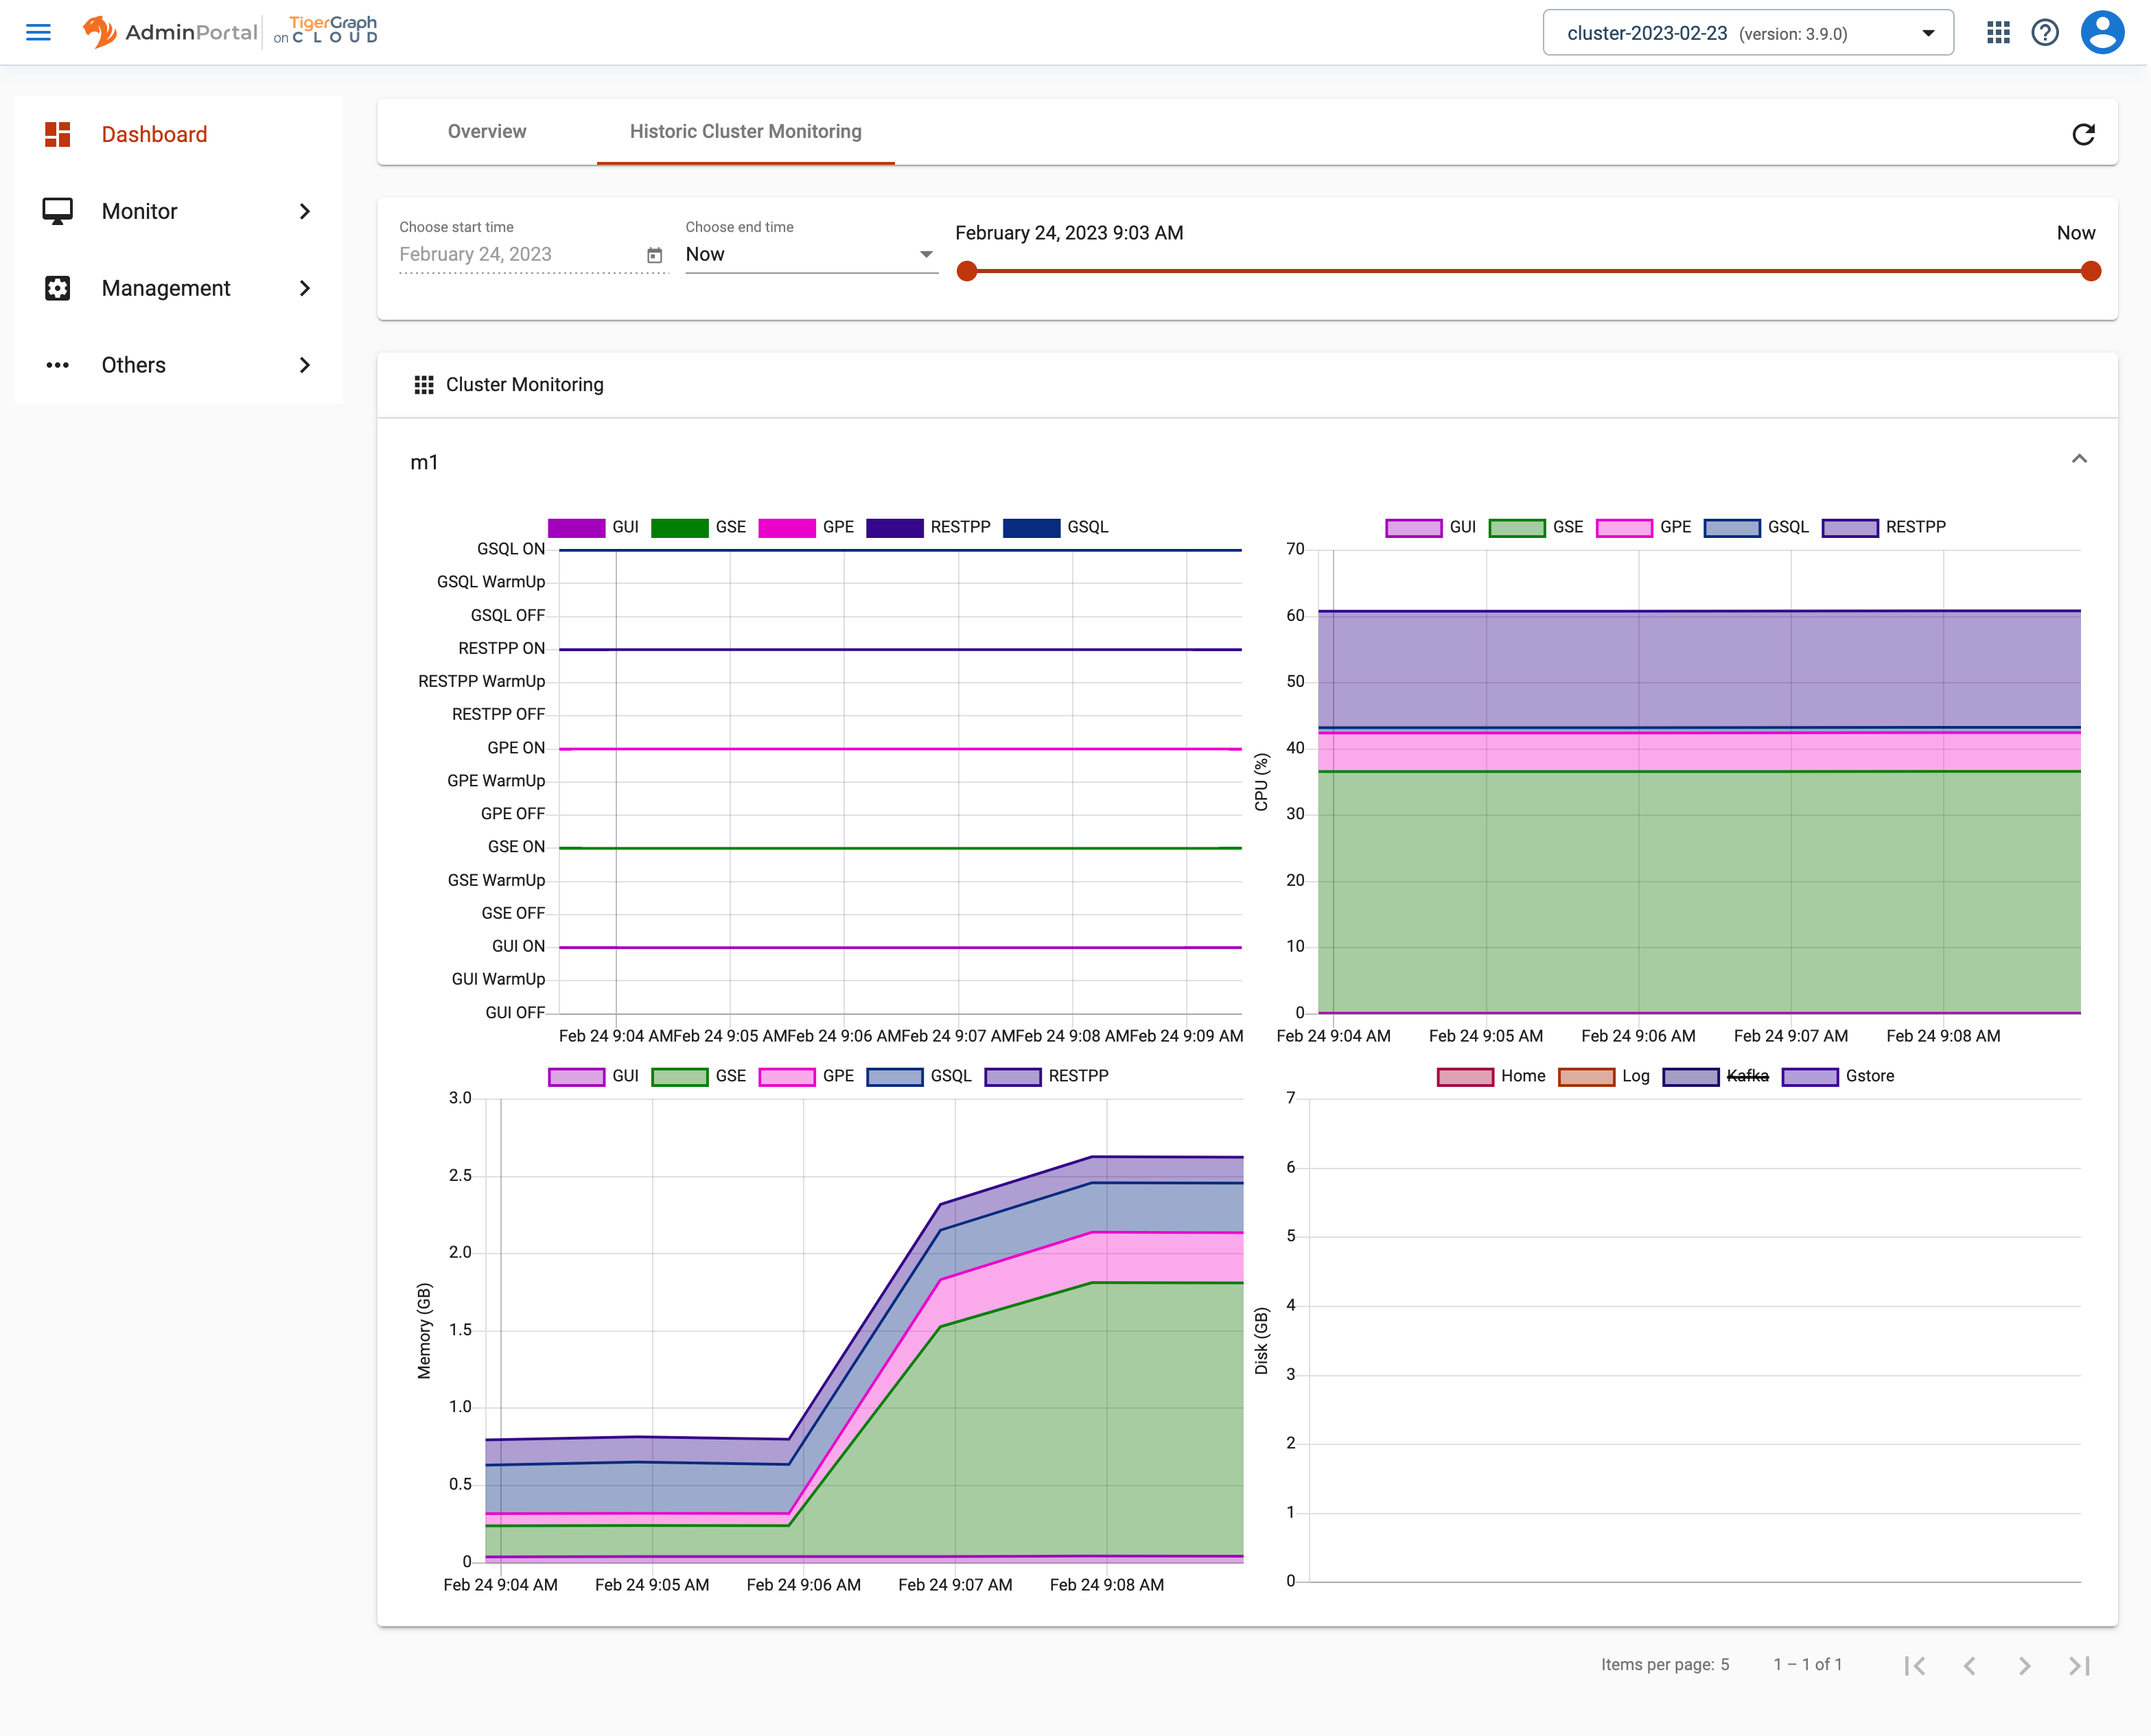 AdminPortal
TigerGraph
on CLOUD
cluster-2023-02-23 (version: 3.9.0)
Dashboard
Monitor
Management
Others
Overview
Historic Cluster Monitoring
Choose start time
February 24, 2023
Choose end time
Now
February 24, 2023 9:03 AM
Now
Cluster Monitoring
m1
GUI GSE GPE RESTPP GSQL
GSQL ON
GSQL WarmUp
GSQL OFF
RESTPP ON
RESTPP WarmUp
RESTPP OFF
GPE ON
GPE WarmUp
GPE OFF
GSE ON
GSE WarmUp
GSE OFF
GUI ON
GUI WarmUp
GUI OFF
Feb 24 9:04 AM Feb 24 9:05 AM Feb 24 9:06 AM Feb 24 9:07 AM Feb 24 9:08 AM Feb 24 9:09 AM
GUI GSE GPE GSQL RESTPP
CPU (%)
70
60
50
40
30
20
10
0
Feb 24 9:04 AM Feb 24 9:05 AM Feb 24 9:06 AM Feb 24 9:07 AM Feb 24 9:08 AM
GUI GSE GPE GSQL RESTPP
Memory (GB)
3.0
2.5
2.0
1.5
1.0
0.5
0
Feb 24 9:04 AM Feb 24 9:05 AM Feb 24 9:06 AM Feb 24 9:07 AM Feb 24 9:08 AM
Home Log Kafka Gstore
Disk (GB)
7
6
5
4
3
2
1
0
Items per page: 5 1 – 1 of 1